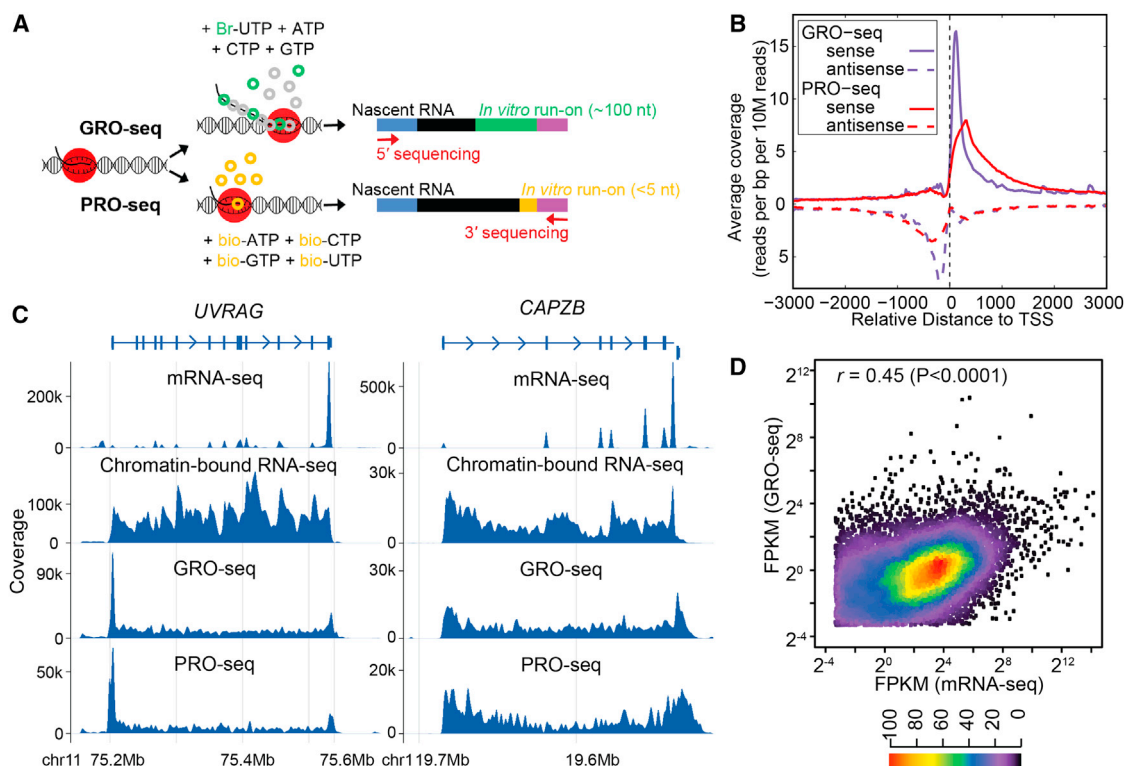 A
+ Br-UTP + ATP
+ CTP + GTP
GRO-seq
PRO-seq
Nascent RNA
In vitro run-on (~100 nt)
5′ sequencing
Nascent RNA
In vitro run-on (<5 nt)
3′ sequencing
+ bio-ATP + bio-CTP
+ bio-GTP + bio-UTP
B
Average coverage
(reads per bp per 10M reads)
15
10
5
0
5
GRO−seq
sense
antisense
PRO−seq
sense
antisense
−3000 −2000 −1000 0 1000 2000 3000
Relative Distance to TSS
C
UVRAG
CAPZB
Coverage
mRNA-seq
200k
0
mRNA-seq
500k
0
Chromatin-bound RNA-seq
100k
0
Chromatin-bound RNA-seq
30k
0
GRO-seq
90k
0
GRO-seq
30k
0
PRO-seq
50k
0
PRO-seq
20k
0
chr11 75.2Mb 75.4Mb 75.6Mb
chr1 19.7Mb 19.6Mb
D
r = 0.45 (P<0.0001)
FPKM (GRO-seq)
2^12
2^8
2^4
2^0
2^-4
2^-4 2^0 2^4 2^8 2^12
FPKM (mRNA-seq)
100 80 60 40 20 0